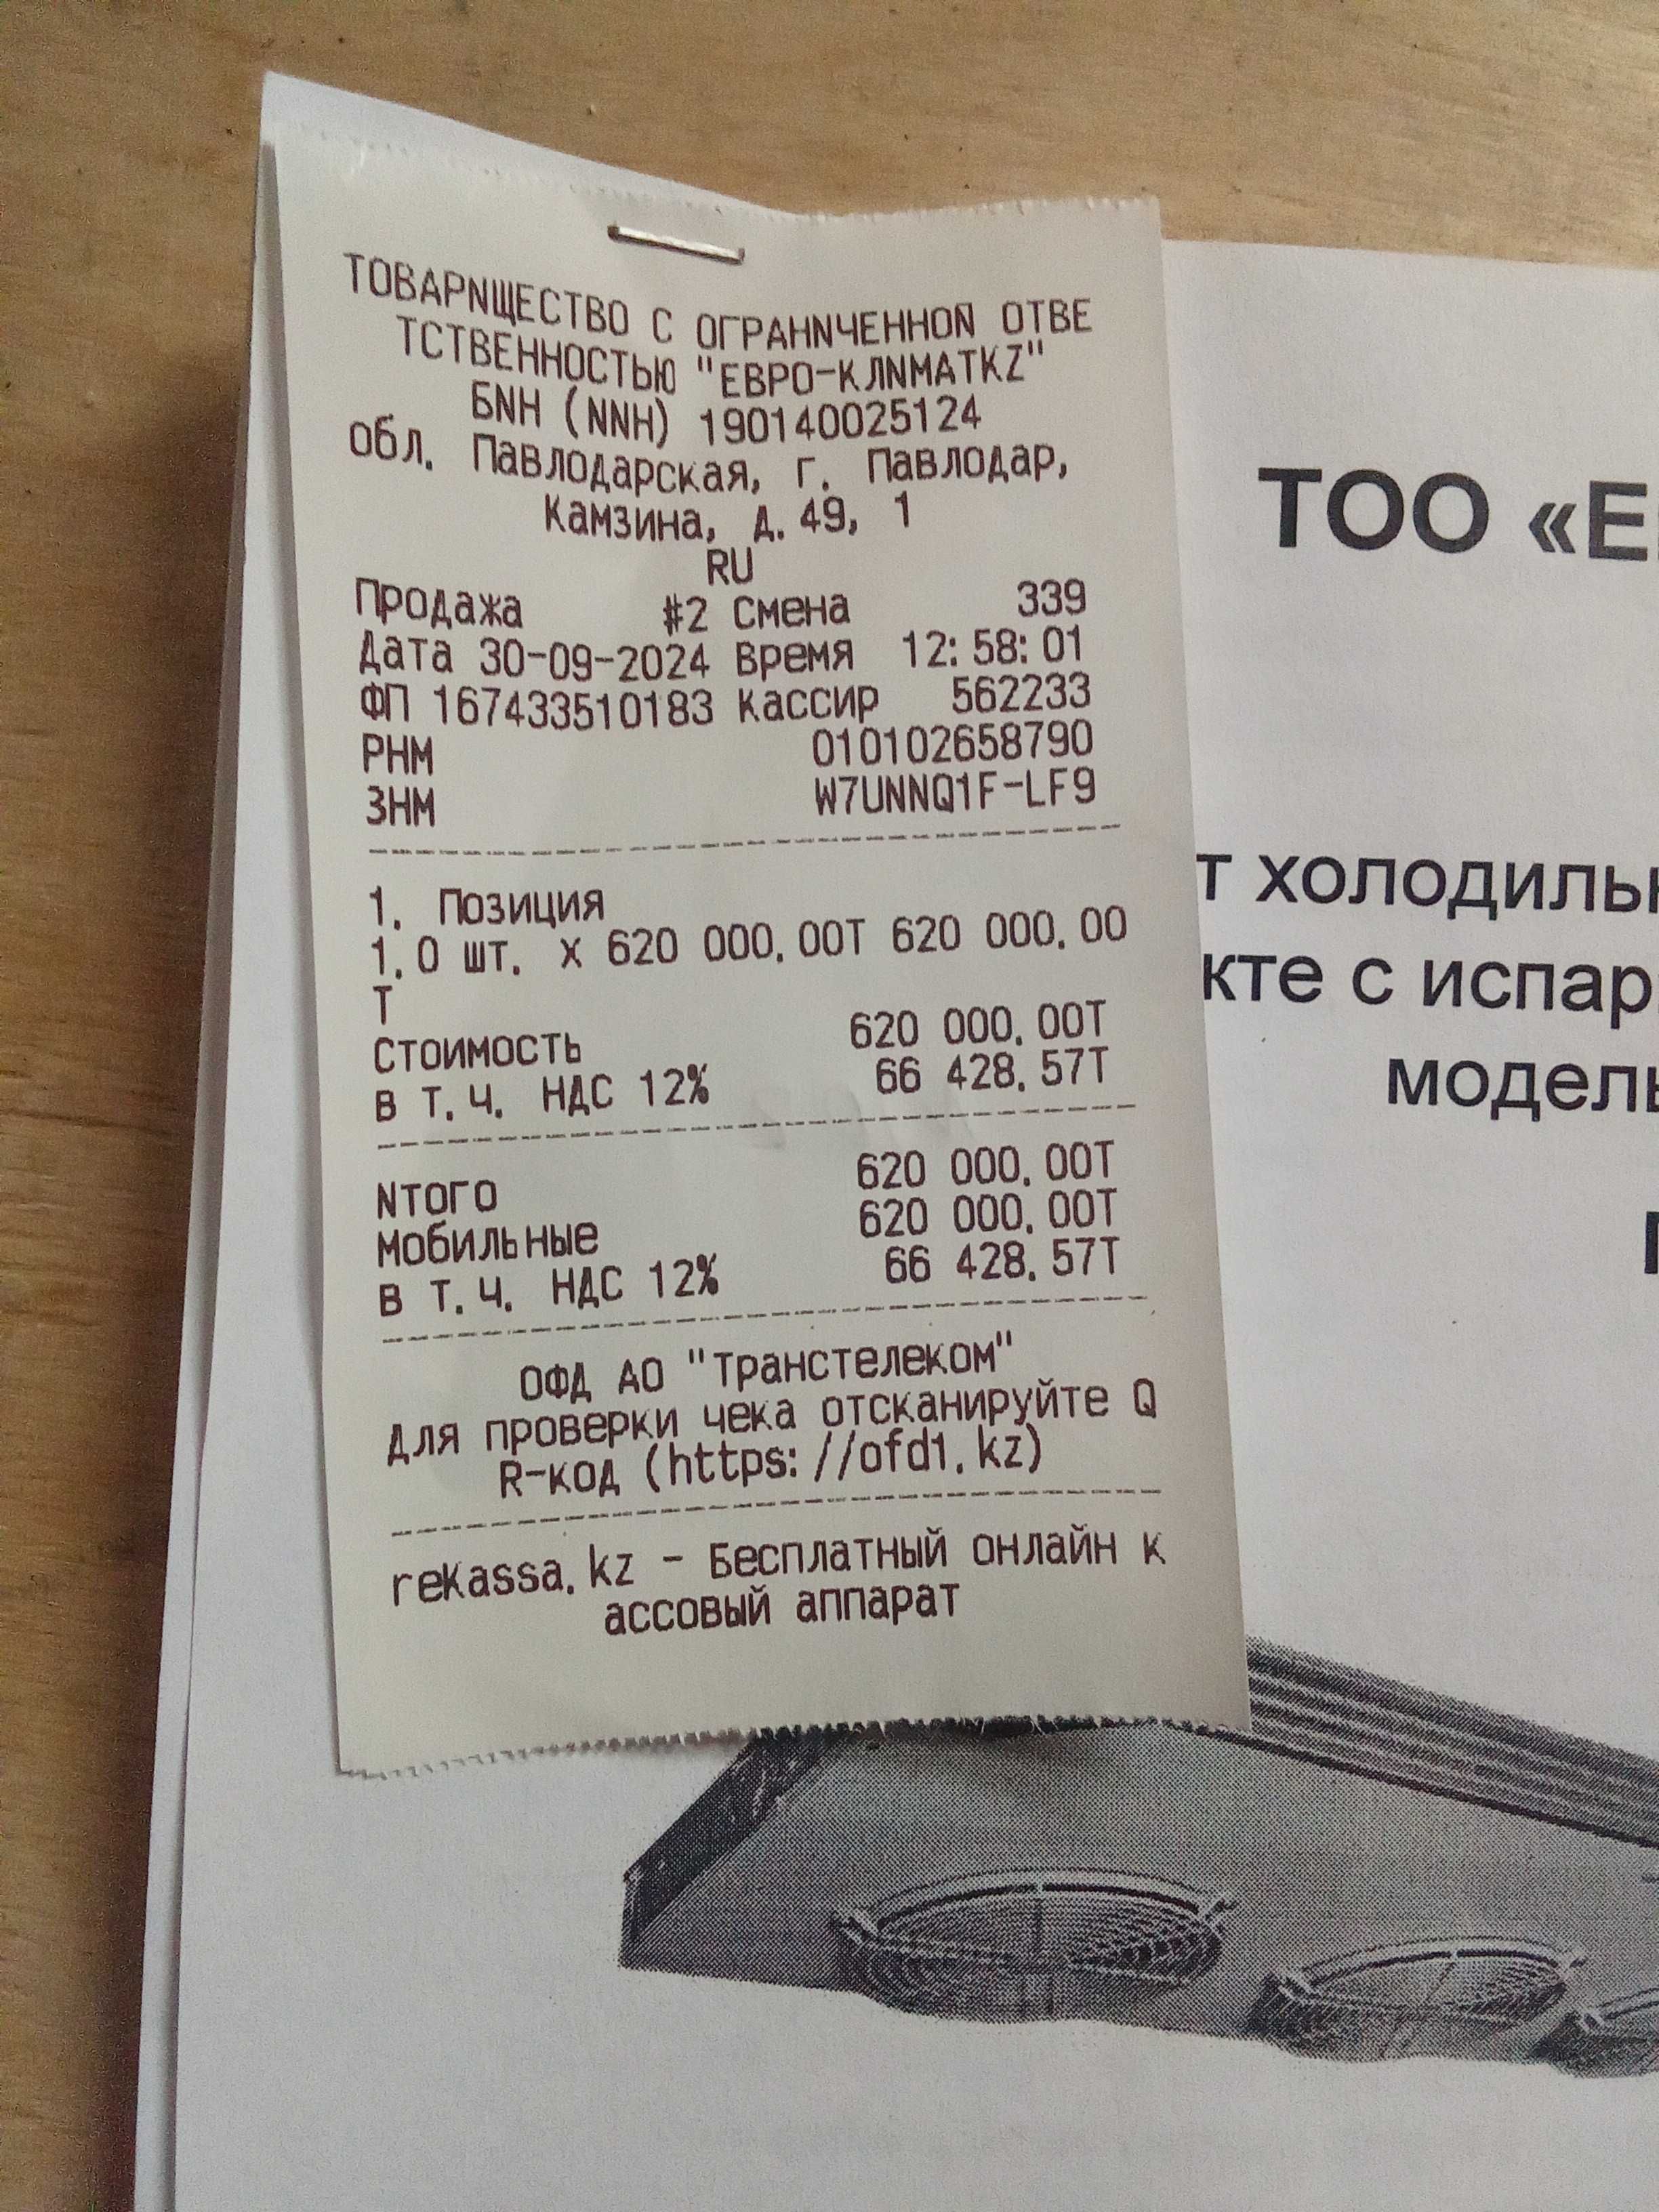 ТОВАРИЩЕСТВО С ОГРАНИЧЕННОЙ ОТВЕ
ТСТВЕННОСТЬЮ "ЕВРО-КЛИМАТKZ"
БИН (ИИН) 190140025124
обл. Павлодарская, г. Павлодар,
Камзина, д. 49, 1
RU
Продажа #2 Смена 339
Дата 30-09-2024 Время 12:58:01
ФП 167433510183 Кассир 562233
РНМ 010102658790
ЗНМ W7UNNQ1F-LF9
1. Позиция
1.0 шт. x 620 000.00Т 620 000.00
Т
Стоимость 620 000.00Т
в т.ч. НДС 12% 66 428.57Т
Итого 620 000.00Т
Мобильные 620 000.00Т
в т.ч. НДС 12% 66 428.57Т
ОФД АО "Транстелеком"
Для проверки чека отсканируйте Q
R-код (https://ofd1.kz)
reKassa.kz - Бесплатный онлайн к
ассовый аппарат
ТОО «Е
т холодиль
кте с испар
модель